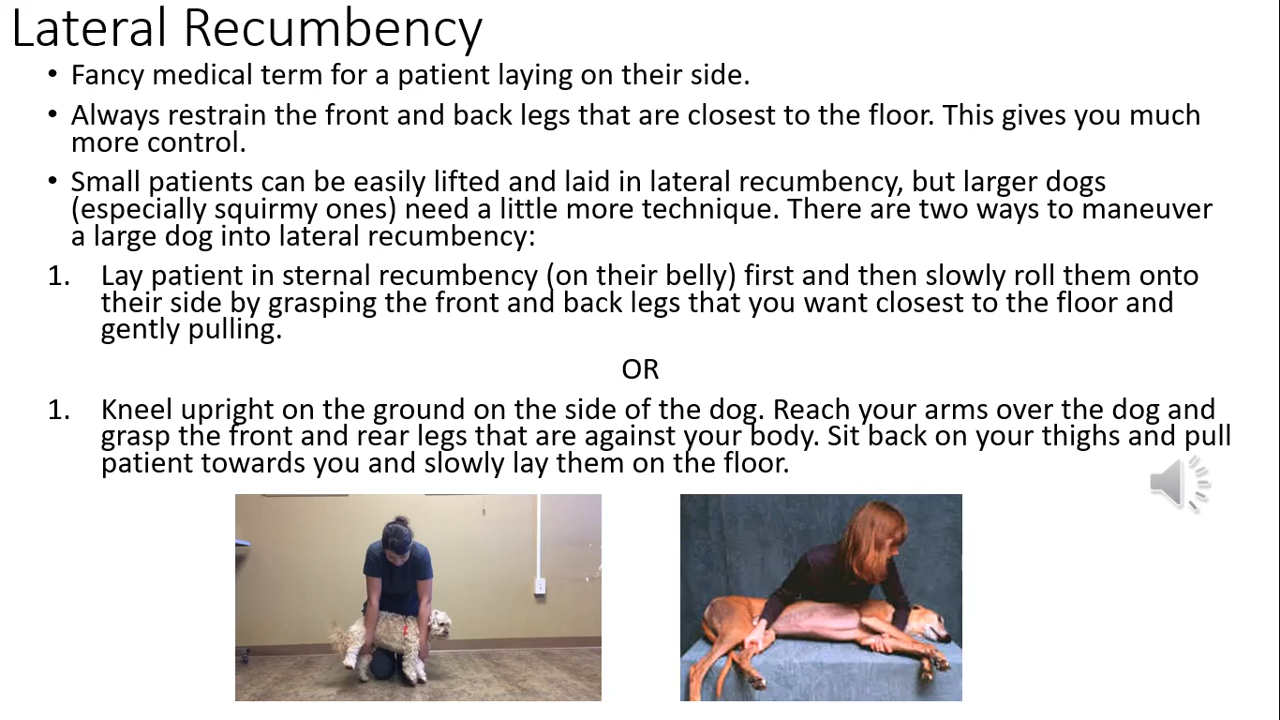 Lateral Recumbency
• Fancy medical term for a patient laying on their side.
• Always restrain the front and back legs that are closest to the floor. This gives you much
more control.
• Small patients can be easily lifted and laid in lateral recumbency, but larger dogs
(especially squirmy ones) need a little more technique. There are two ways to maneuver
a large dog into lateral recumbency:
1. Lay patient in sternal recumbency (on their belly) first and then slowly roll them onto
their side by grasping the front and back legs that you want closest to the floor and
gently pulling.
OR
1. Kneel upright on the ground on the side of the dog. Reach your arms over the dog and
grasp the front and rear legs that are against your body. Sit back on your thighs and pull
patient towards you and slowly lay them on the floor.